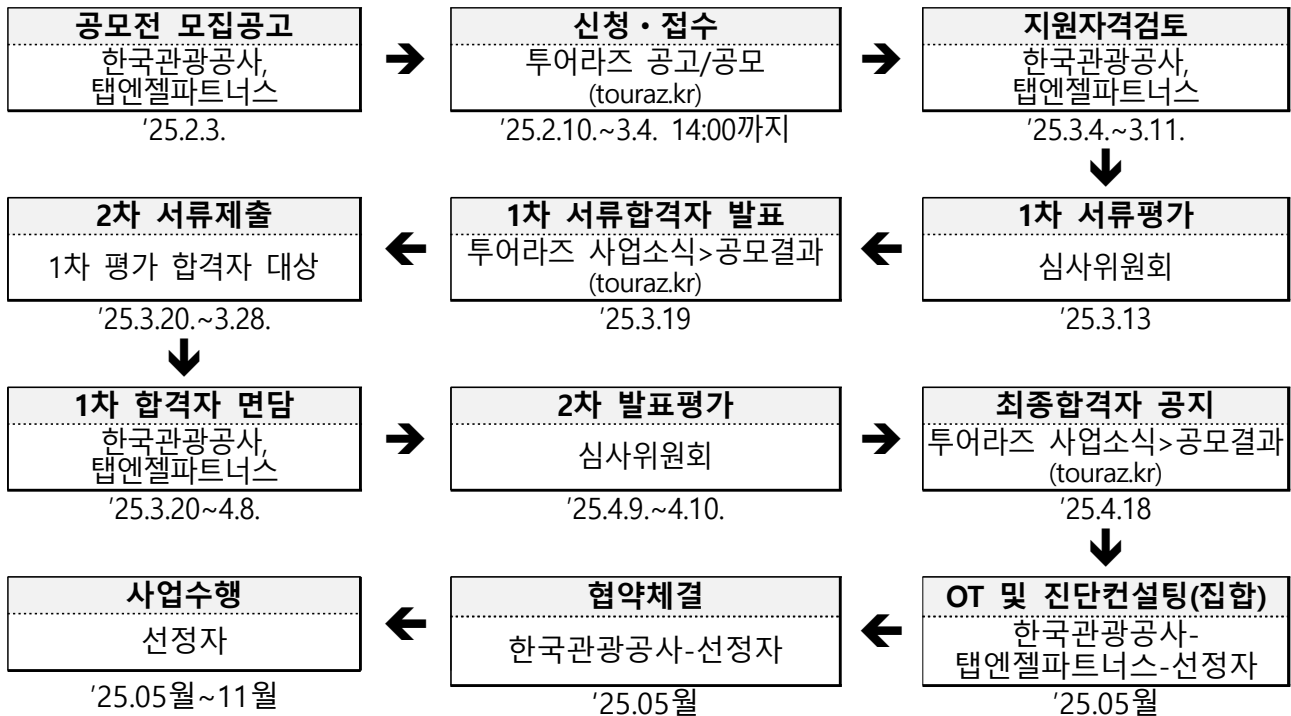 공모전 모집공고
한국관광공사,
탭엔젤파트너스
'25.2.3.
신청・접수
투어라즈 공고/공모
(touraz.kr)
'25.2.10.~3.4. 14:00까지
지원자격검토
한국관광공사,
탭엔젤파트너스
'25.3.4.~3.11.
1차 서류평가
심사위원회
'25.3.13
1차 서류합격자 발표
투어라즈 사업소식>공모결과
(touraz.kr)
'25.3.19
2차 서류제출
1차 평가 합격자 대상
'25.3.20.~3.28.
1차 합격자 면담
한국관광공사,
탭엔젤파트너스
'25.3.20~4.8.
2차 발표평가
심사위원회
'25.4.9.~4.10.
최종합격자 공지
투어라즈 사업소식>공모결과
(touraz.kr)
'25.4.18
OT 및 진단컨설팅(집합)
한국관광공사-
탭엔젤파트너스-선정자
'25.05월
협약체결
한국관광공사-선정자
'25.05월
사업수행
선정자
'25.05월~11월